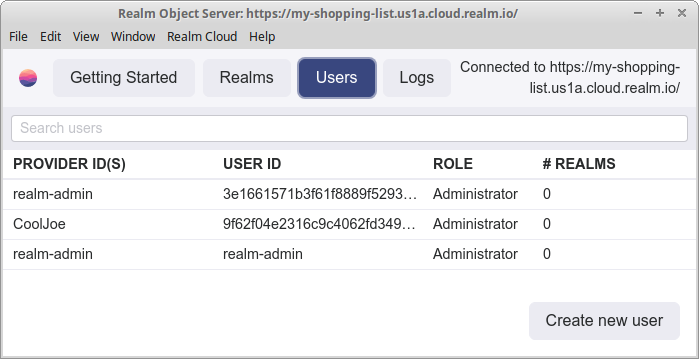 Realm Object Server: https://my-shopping-list.us1a.cloud.realm.io/
File Edit View Window Realm Cloud Help
Getting Started Realms Users Logs Connected to https://my-shopping-
list.us1a.cloud.realm.io/
Search users
PROVIDER ID(S) USER ID ROLE # REALMS
realm-admin 3e1661571b3f61f8889f5293… Administrator 0
CoolJoe 9f62f04e2316c9c4062fd349… Administrator 0
realm-admin realm-admin Administrator 0
Create new user